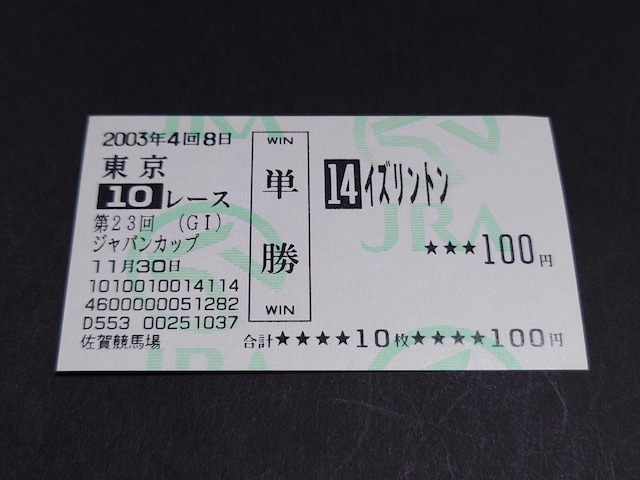 2003年4回8日
東京
10レース
第23回 (GI)
ジャパンカップ
11月30日
1010010014114
4600000051282
D553 00251037
佐賀競馬場
WIN
単勝
WIN
14 イズリントン
★★★100円
合計★★★★10枚★★★★100円
JRA
JRA